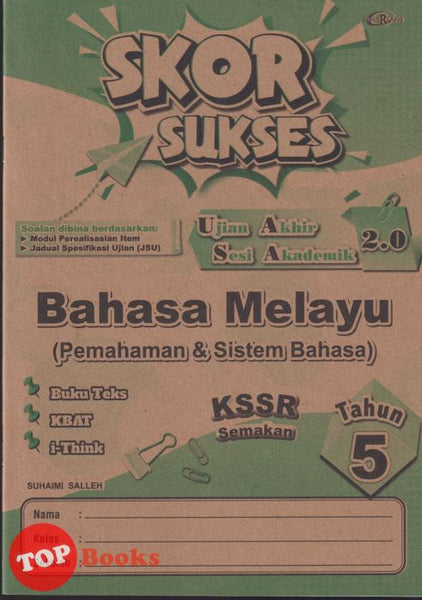 SKOR
SUKSES
Soalan dibina berdasarkan:
Modul Perealisasian Item
Jadual Spesifikasi Ujian (JSU)
Ujian Akhir
Sesi Akademik
2.0
Bahasa Melayu
(Pemahaman & Sistem Bahasa)
Buku Teks
KBAT
i-Think
KSSR
Semakan
Tahun
5
SUHAIMI SALLEH
Nama :
Kelas :
TOP Books